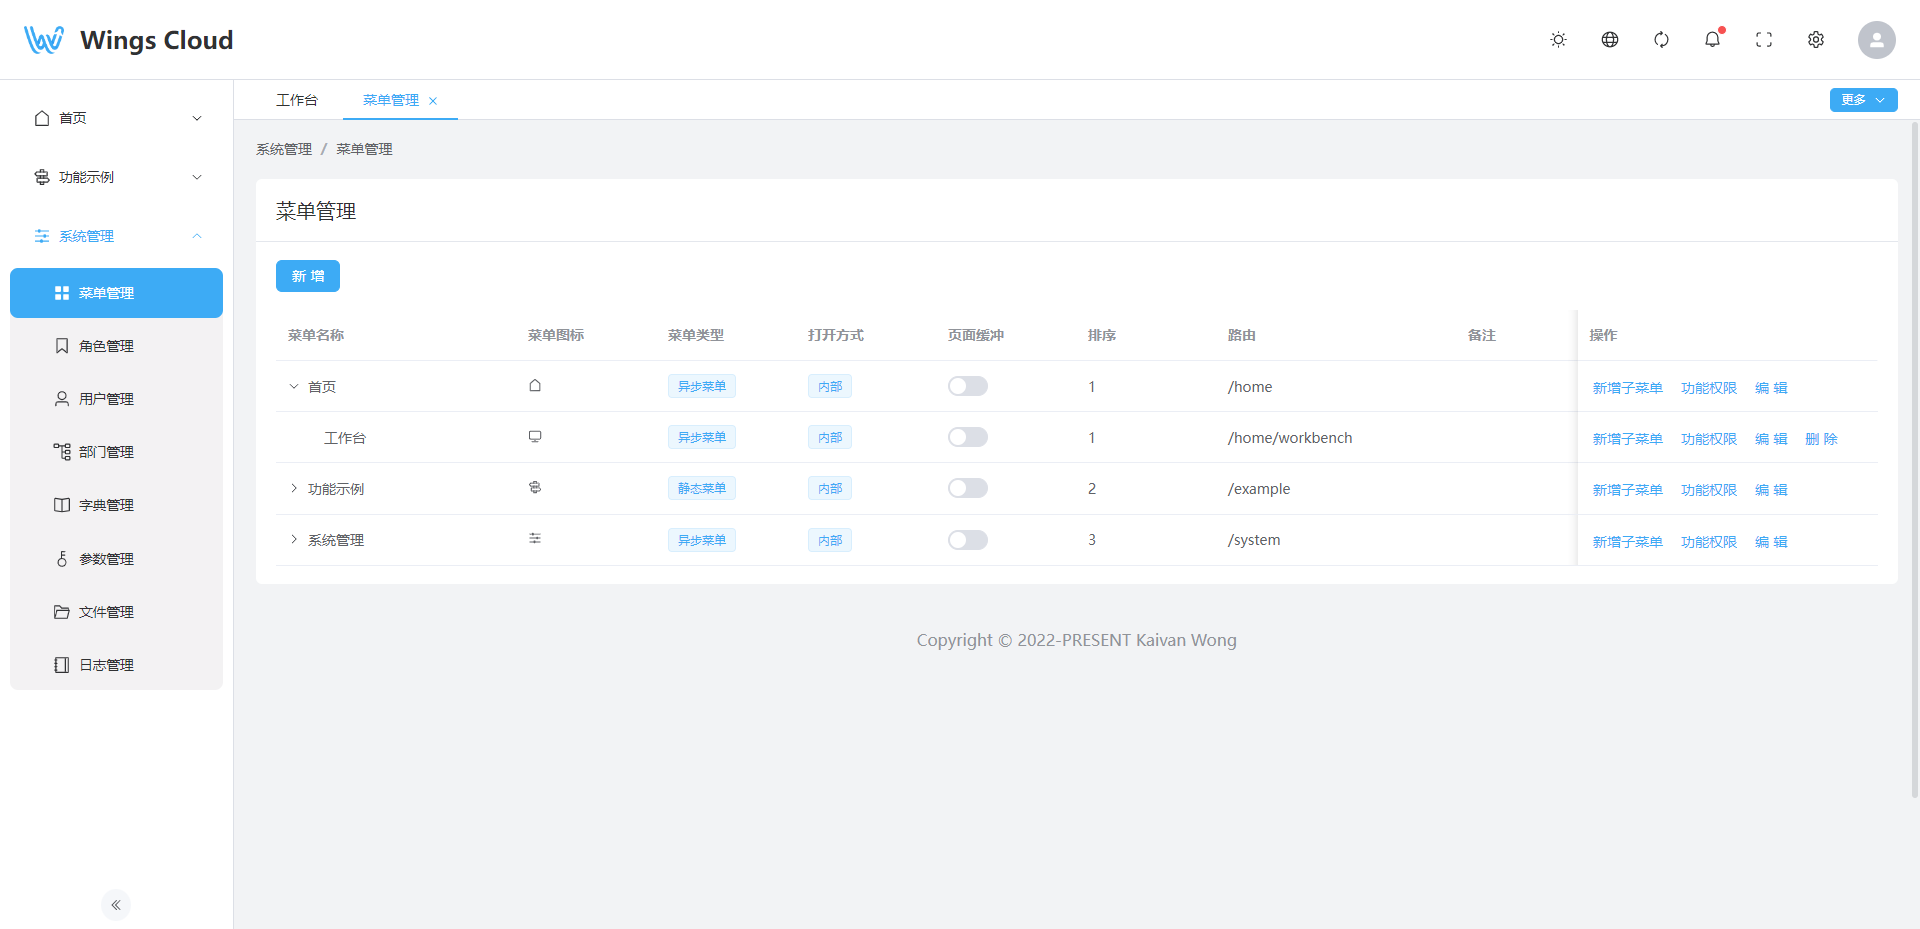 Wings Cloud
首页
功能示例
系统管理
菜单管理
角色管理
用户管理
部门管理
字典管理
参数管理
文件管理
日志管理
工作台 菜单管理 更多
系统管理 / 菜单管理
菜单管理
新 增
菜单名称 菜单图标 菜单类型 打开方式 页面缓冲 排序 路由 备注 操作
首页 异步菜单 内部 1 /home 新增子菜单 功能权限 编 辑
工作台 异步菜单 内部 1 /home/workbench 新增子菜单 功能权限 编 辑 删 除
功能示例 静态菜单 内部 2 /example 新增子菜单 功能权限 编 辑
系统管理 异步菜单 内部 3 /system 新增子菜单 功能权限 编 辑
Copyright © 2022-PRESENT Kaivan Wong